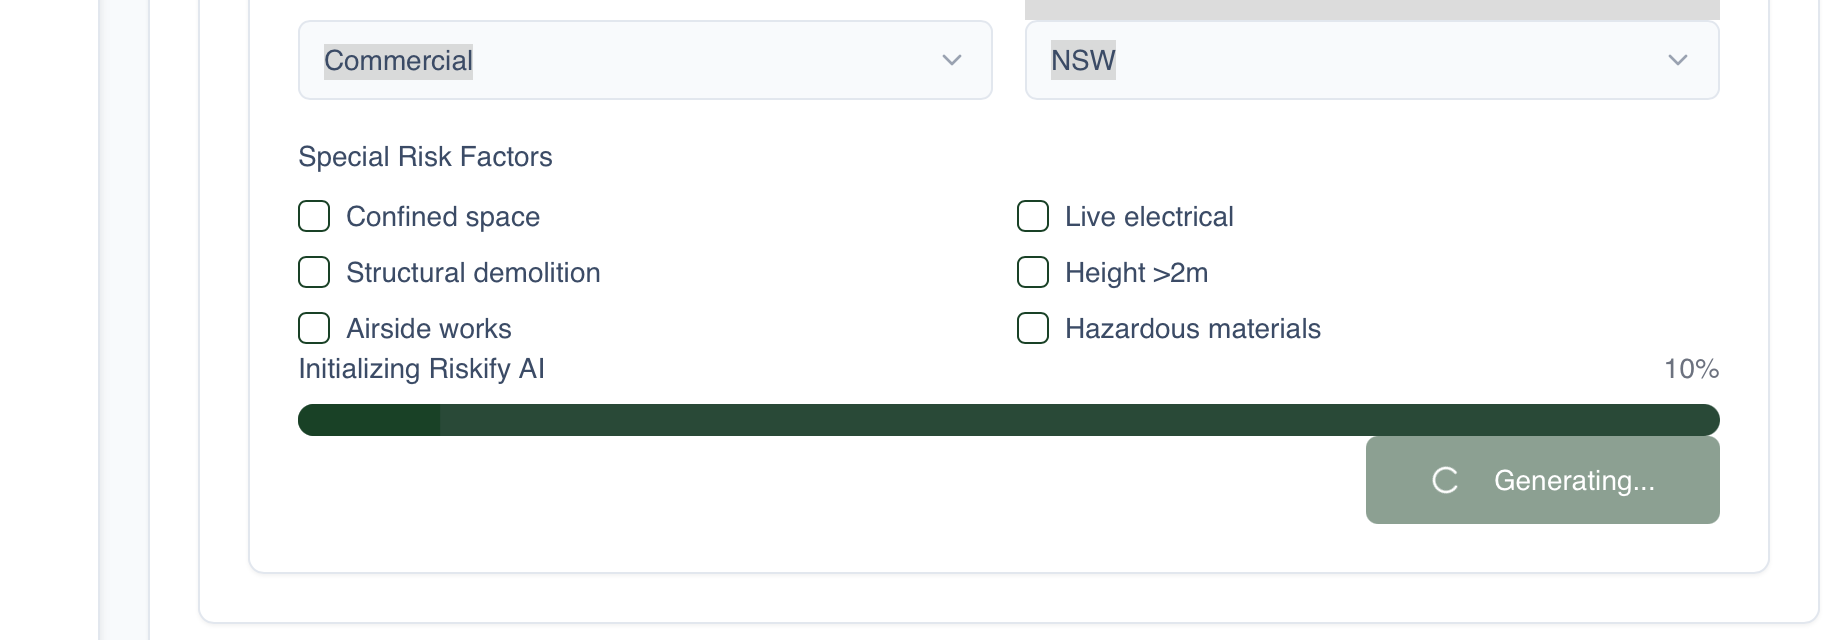 Commercial
NSW
Special Risk Factors
Confined space
Live electrical
Structural demolition
Height >2m
Airside works
Hazardous materials
Initializing Riskify AI
10%
Generating...